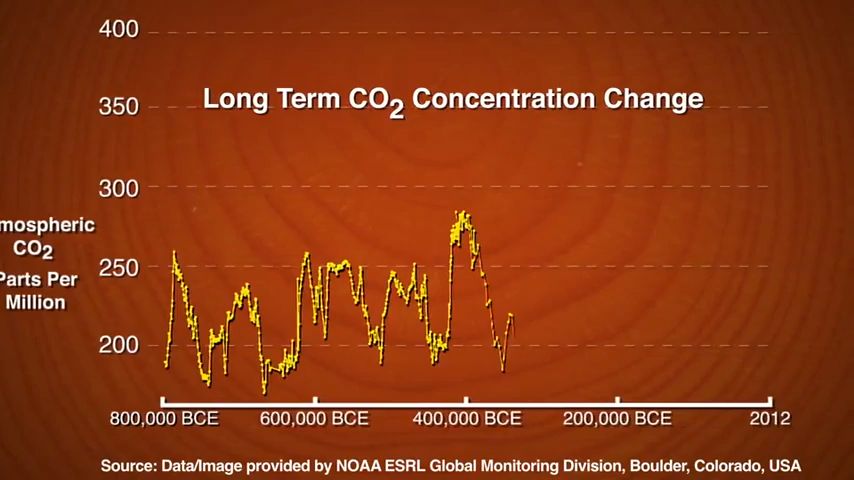 400
Long Term CO2 Concentration Change
350
300
mospheric
CO2
Parts Per
Million
250
200
800,000 BCE 600,000 BCE 400,000 BCE 200,000 BCE 2012
Source: Data/Image provided by NOAA ESRL Global Monitoring Division, Boulder, Colorado, USA